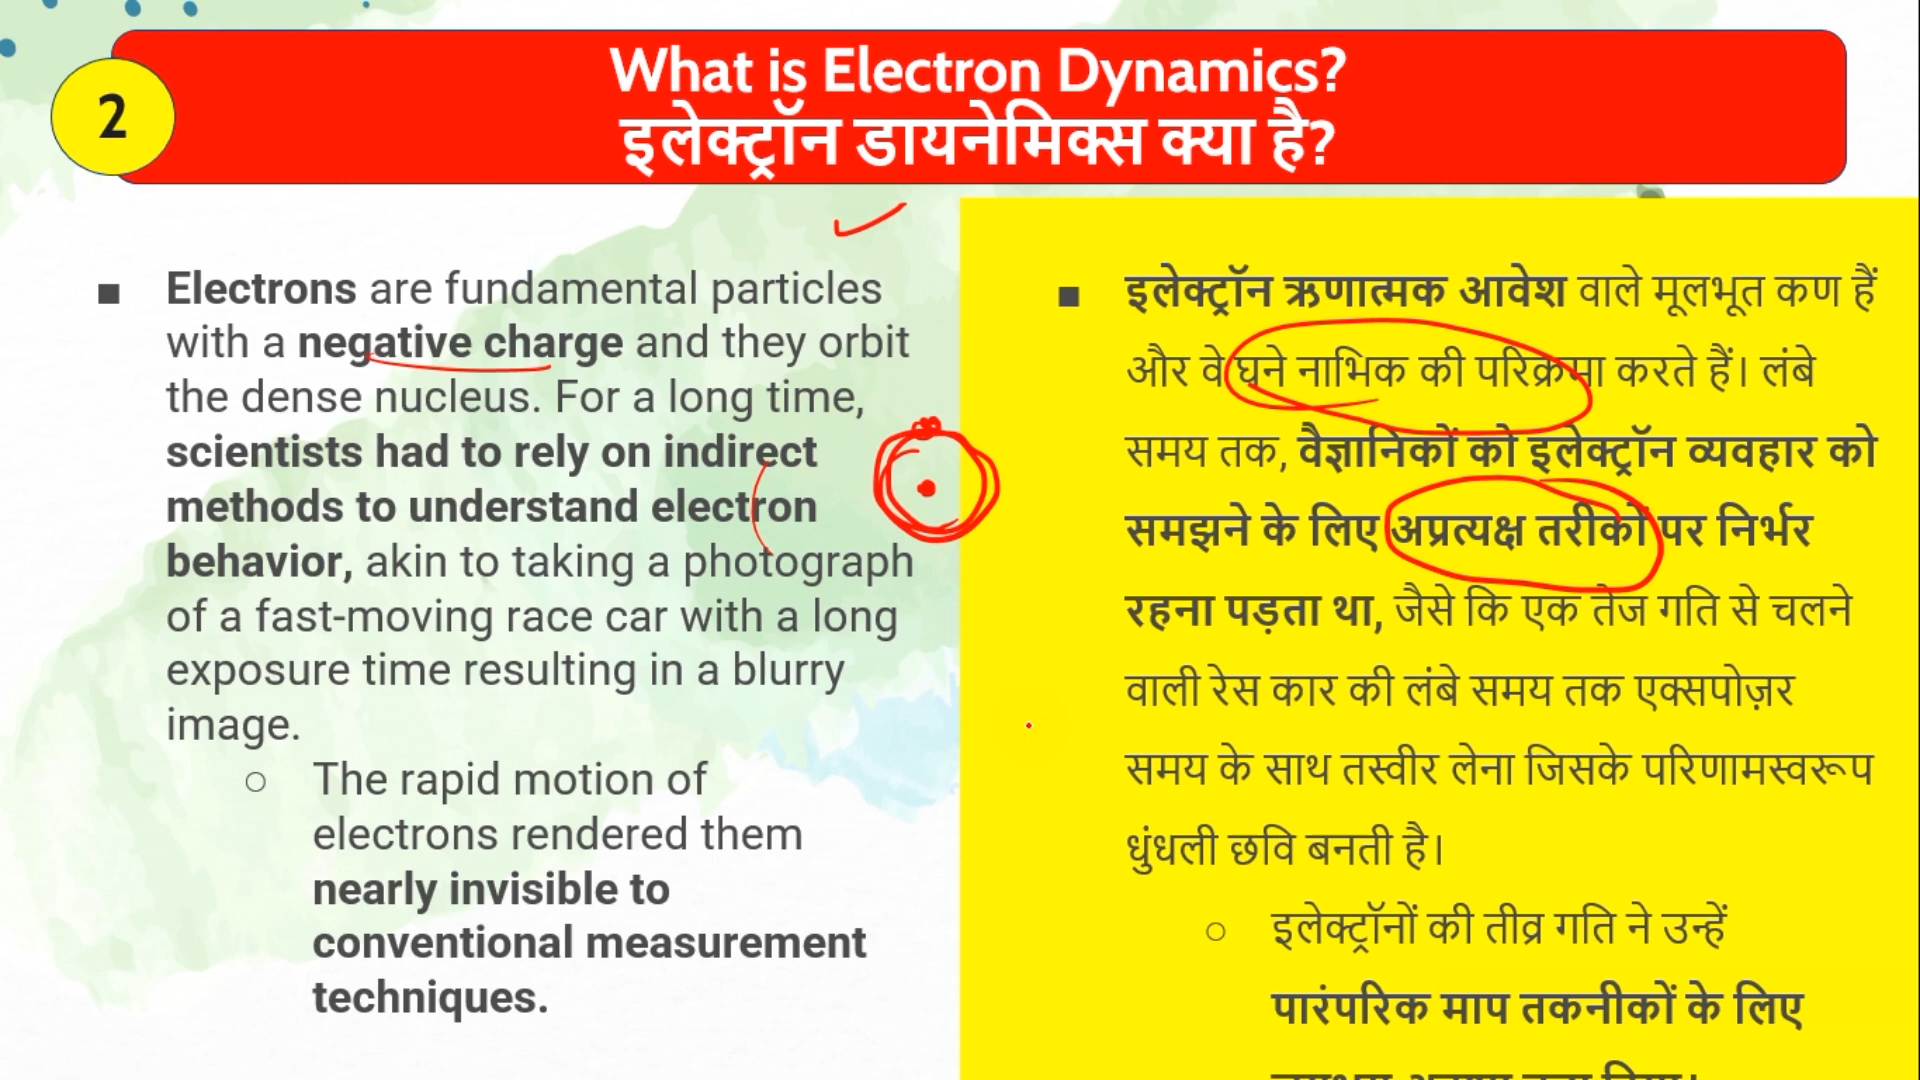 2
What is Electron Dynamics?
इलेक्ट्रॉन डायनेमिक्स क्या है?
■ Electrons are fundamental particles
with a negative charge and they orbit
the dense nucleus. For a long time,
scientists had to rely on indirect
methods to understand electron
behavior, akin to taking a photograph
of a fast-moving race car with a long
exposure time resulting in a blurry
image.
○ The rapid motion of
electrons rendered them
nearly invisible to
conventional measurement
techniques.
■ इलेक्ट्रॉन ऋणात्मक आवेश वाले मूलभूत कण हैं
और वे घने नाभिक की परिक्रमा करते हैं। लंबे
समय तक, वैज्ञानिकों को इलेक्ट्रॉन व्यवहार को
समझने के लिए अप्रत्यक्ष तरीकों पर निर्भर
रहना पड़ता था, जैसे कि एक तेज गति से चलने
वाली रेस कार की लंबे समय तक एक्सपोज़र
समय के साथ तस्वीर लेना जिसके परिणामस्वरूप
धुंधली छवि बनती है।
○ इलेक्ट्रॉनों की तीव्र गति ने उन्हें
पारंपरिक माप तकनीकों के लिए